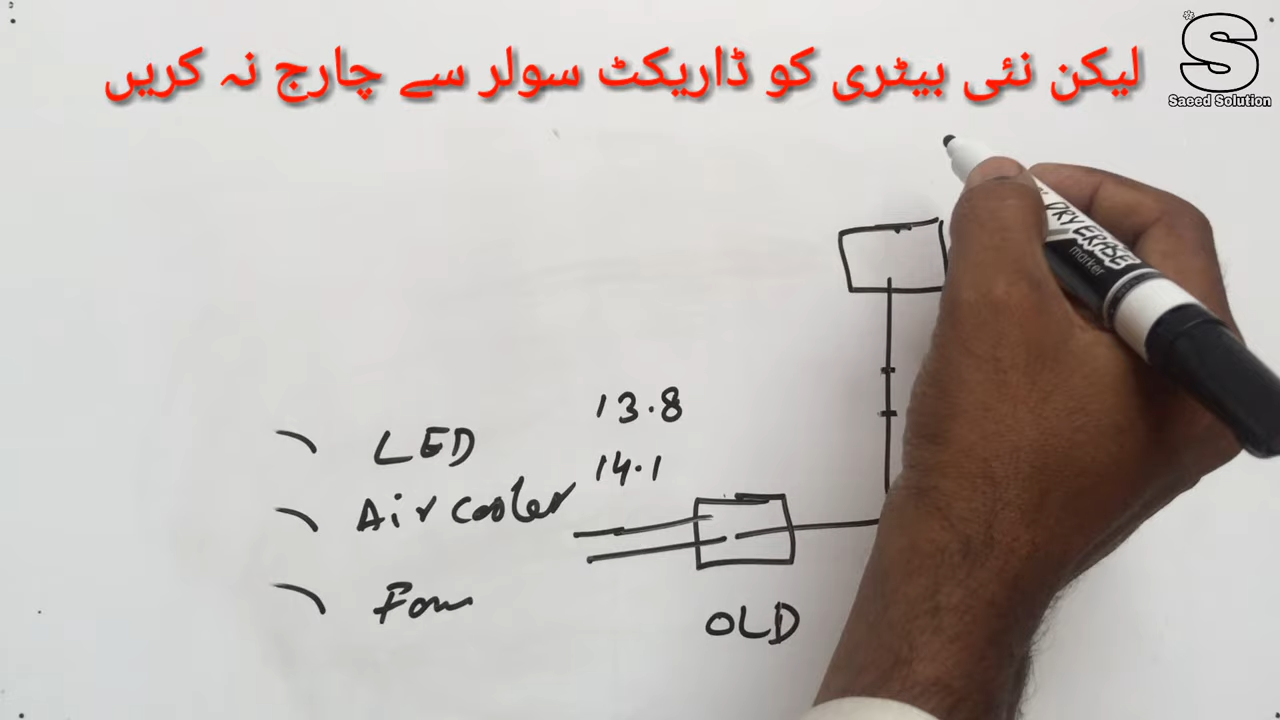 لیکن نئی بیٹری کو ڈاریکٹ سولر سے چارج نہ کریں
S
Saeed Solution
DRY ERASE
marker
13.8
LED
14.1
Air cooler
Fan
OLD